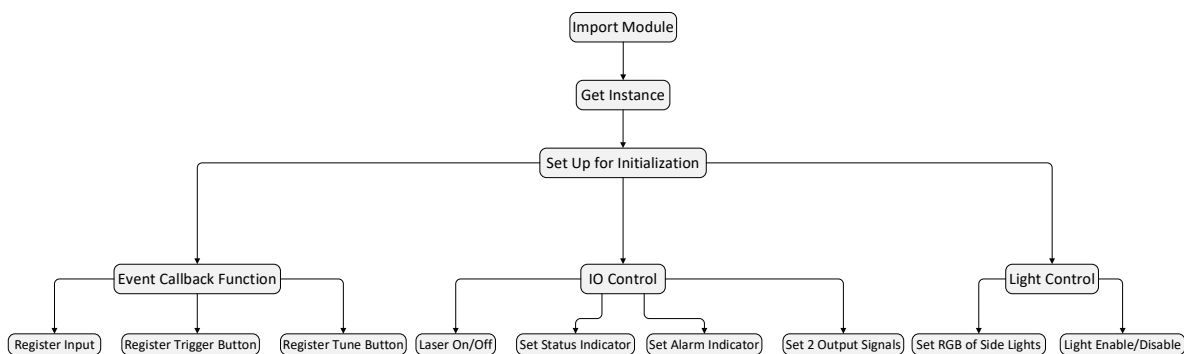 Import Module
Get Instance
Set Up for Initialization
Event Callback Function
IO Control
Light Control
Register Input
Register Trigger Button
Register Tune Button
Laser On/Off
Set Status Indicator
Set Alarm Indicator
Set 2 Output Signals
Set RGB of Side Lights
Light Enable/Disable